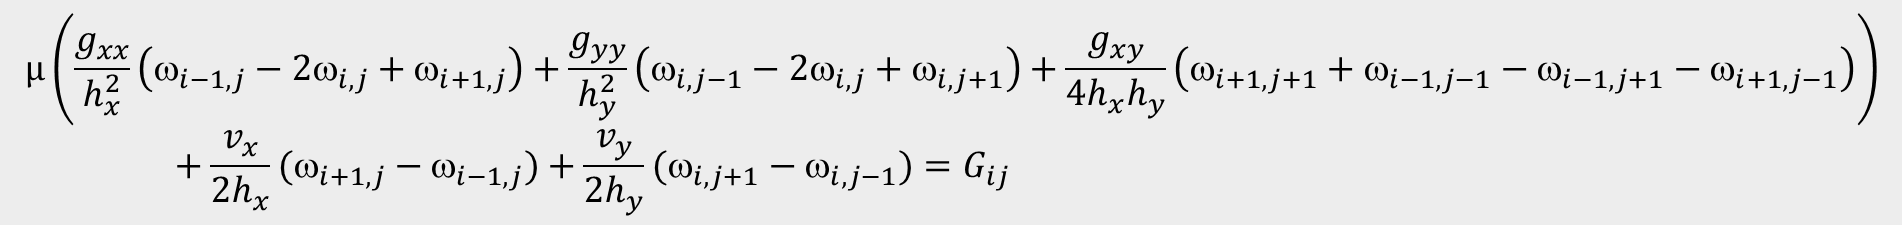 μ(g_{xx}/h_x^2 (ω_{i−1,j} − 2ω_{i,j} + ω_{i+1,j}) + g_{yy}/h_y^2 (ω_{i,j−1} − 2ω_{i,j} + ω_{i,j+1}) + g_{xy}/4h_xh_y (ω_{i+1,j+1} + ω_{i−1,j−1} − ω_{i−1,j+1} − ω_{i+1,j−1}))
+ v_x/2h_x (ω_{i+1,j} − ω_{i−1,j}) + v_y/2h_y (ω_{i,j+1} − ω_{i,j−1}) = G_{ij}